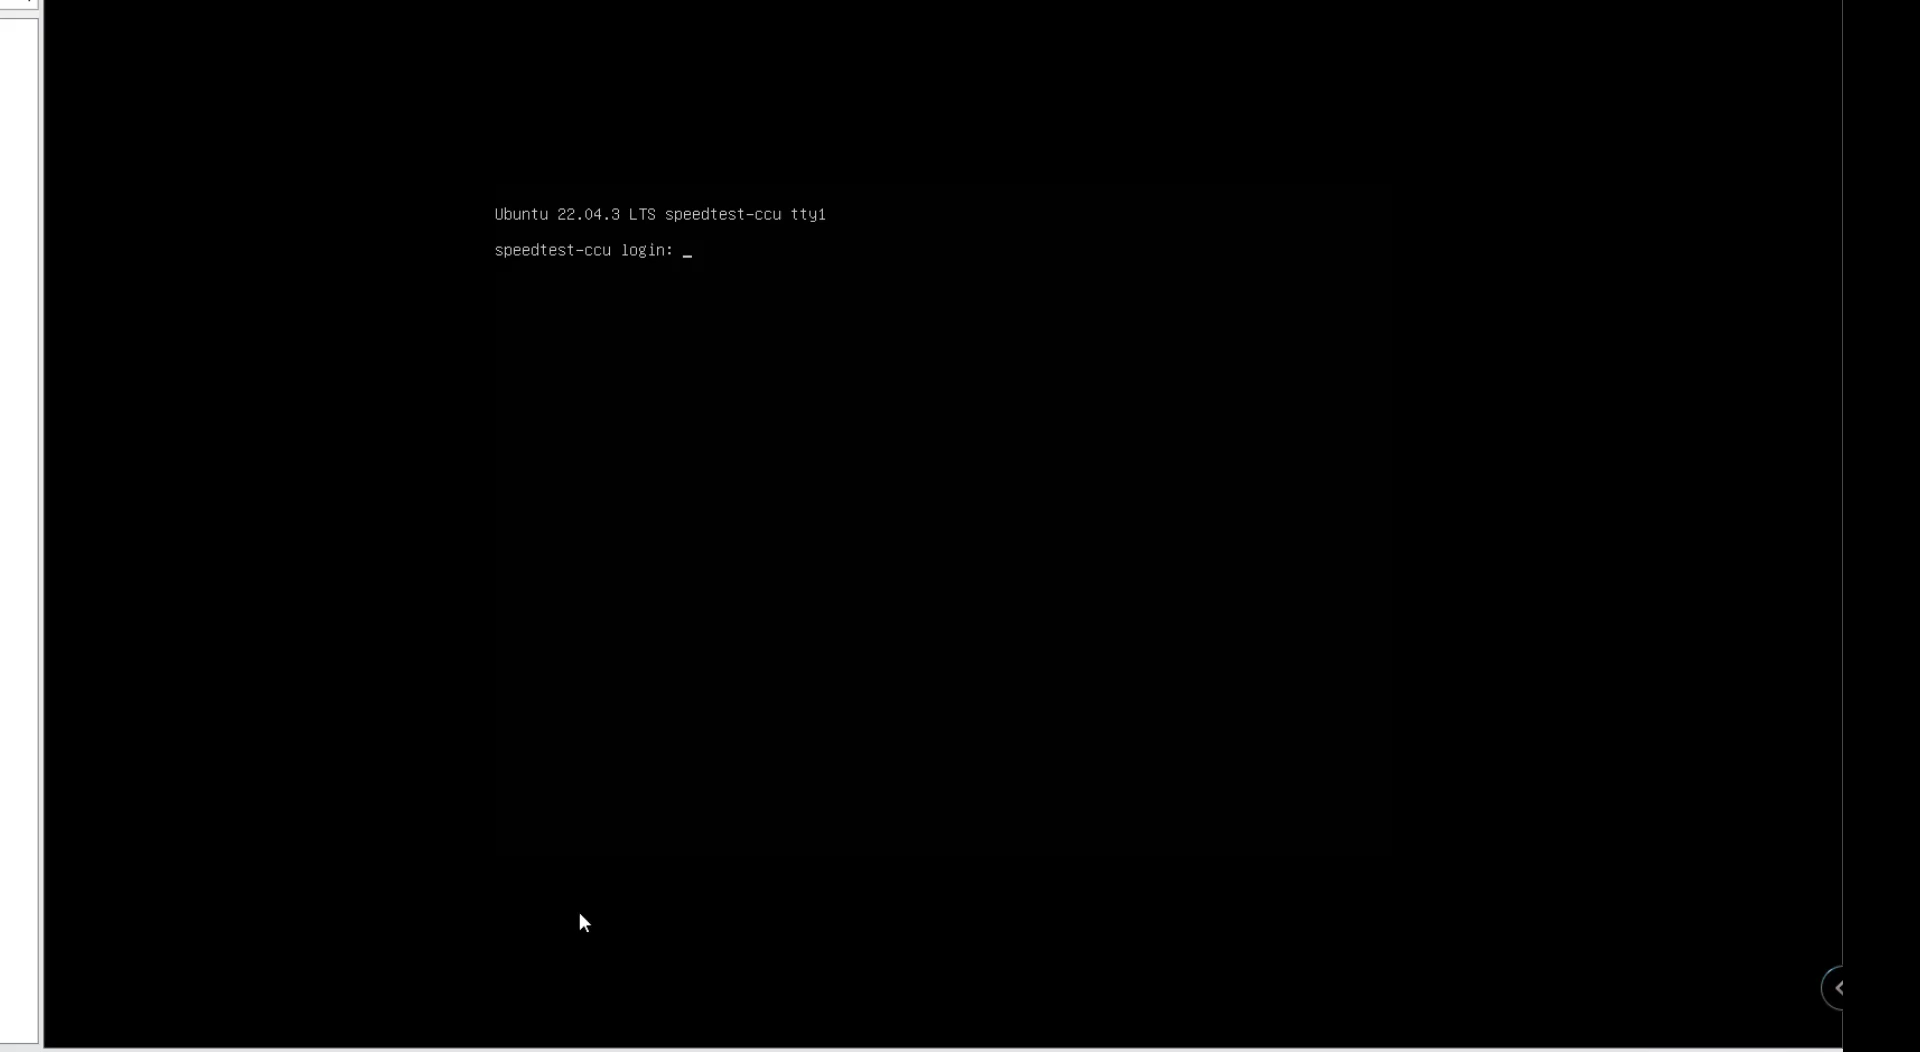 Ubuntu 22.04.3 LTS speedtest-ccu tty1
speedtest-ccu login: _